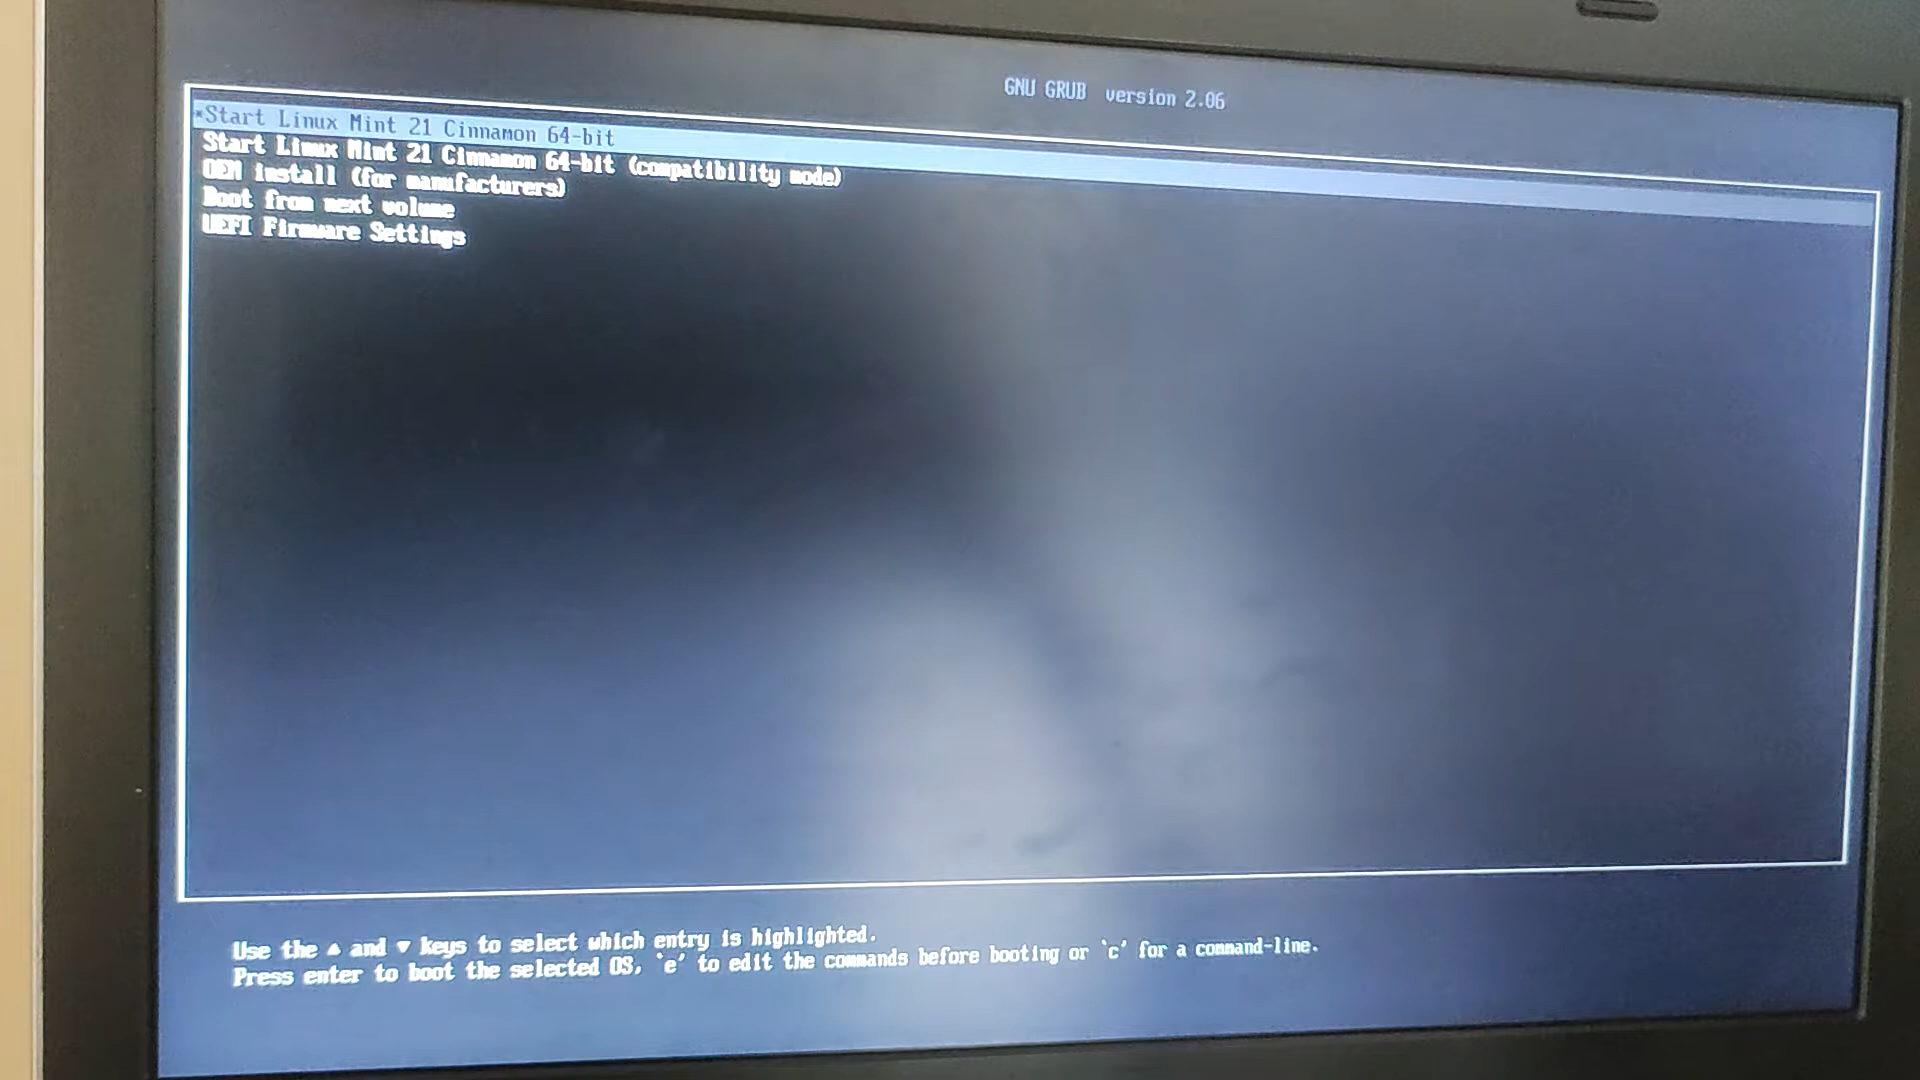 GNU GRUB version 2.06
*Start Linux Mint 21 Cinnamon 64-bit
Start Linux Mint 21 Cinnamon 64-bit (compatibility mode)
OEM install (for manufacturers)
Boot from next volume
UEFI Firmware Settings
Use the ▲ and ▼ keys to select which entry is highlighted.
Press enter to boot the selected OS, `e' to edit the commands before booting or `c' for a command-line.